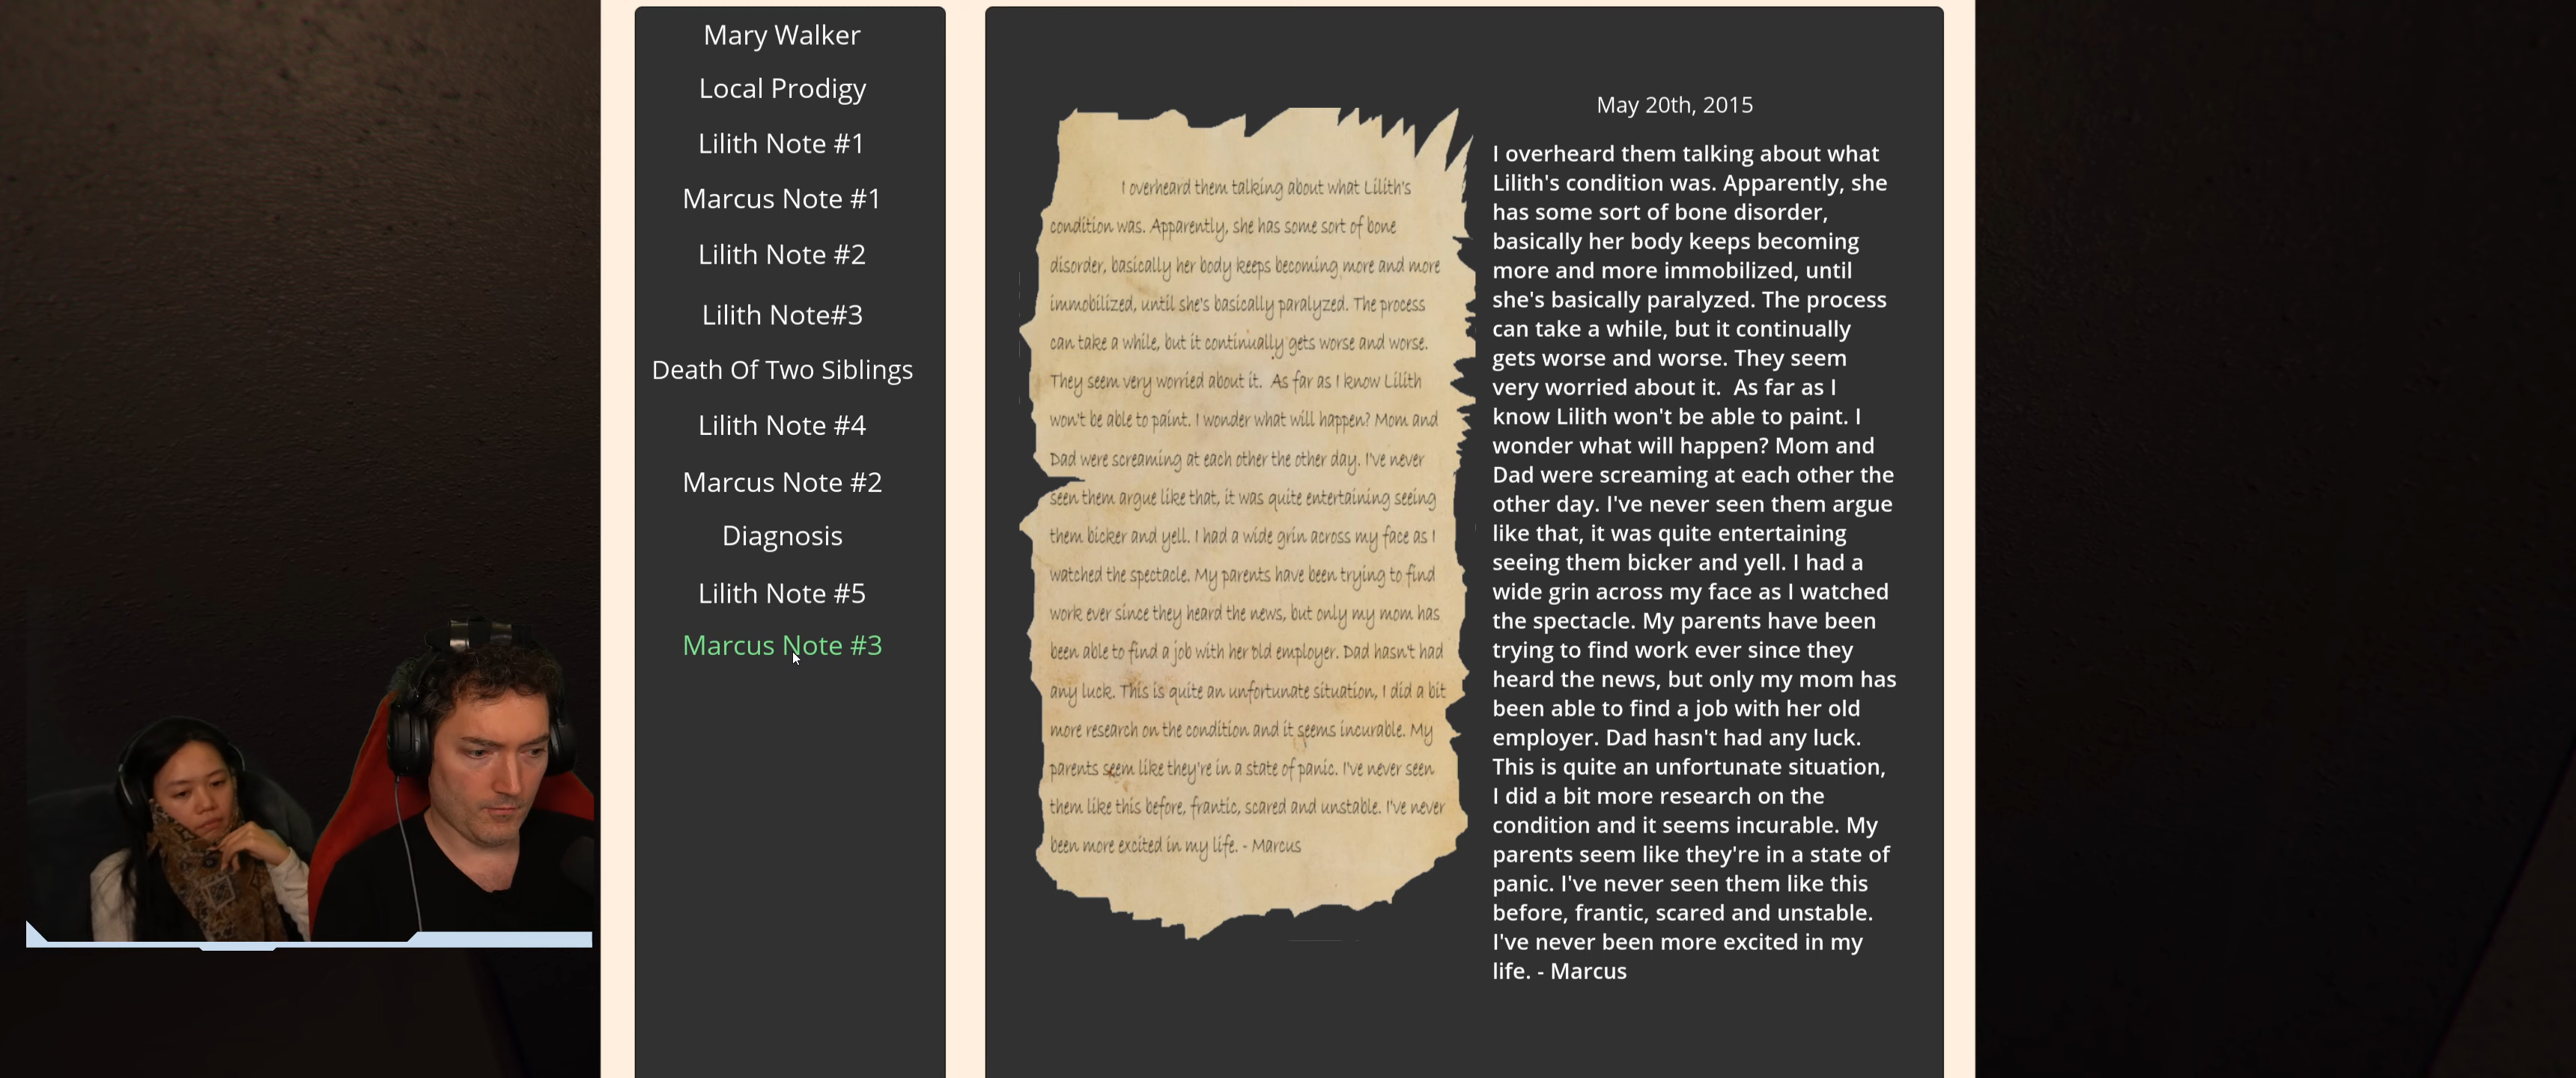 Mary Walker
Local Prodigy
Lilith Note #1
Marcus Note #1
Lilith Note #2
Lilith Note#3
Death Of Two Siblings
Lilith Note #4
Marcus Note #2
Diagnosis
Lilith Note #5
Marcus Note #3
I overheard them talking about what Lilith's
condition was. Apparently, she has some sort of bone
disorder, basically her body keeps becoming more and more
immobilized, until she's basically paralyzed. The process
can take a while, but it continually gets worse and worse.
They seem very worried about it. As far as I know Lilith
won't be able to paint. I wonder what will happen? Mom and
Dad were screaming at each other the other day. I've never
seen them argue like that, it was quite entertaining seeing
them bicker and yell. I had a wide grin across my face as I
watched the spectacle. My parents have been trying to find
work ever since they heard the news, but only my mom has
been able to find a job with her old employer. Dad hasn't had
any luck. This is quite an unfortunate situation, I did a bit
more research on the condition and it seems incurable. My
parents seem like they're in a state of panic. I've never seen
them like this before, frantic, scared and unstable. I've never
been more excited in my life. - Marcus
May 20th, 2015
I overheard them talking about what
Lilith's condition was. Apparently, she
has some sort of bone disorder,
basically her body keeps becoming
more and more immobilized, until
she's basically paralyzed. The process
can take a while, but it continually
gets worse and worse. They seem
very worried about it.  As far as I
know Lilith won't be able to paint. I
wonder what will happen? Mom and
Dad were screaming at each other the
other day. I've never seen them argue
like that, it was quite entertaining
seeing them bicker and yell. I had a
wide grin across my face as I watched
the spectacle. My parents have been
trying to find work ever since they
heard the news, but only my mom has
been able to find a job with her old
employer. Dad hasn't had any luck.
This is quite an unfortunate situation,
I did a bit more research on the
condition and it seems incurable. My
parents seem like they're in a state of
panic. I've never seen them like this
before, frantic, scared and unstable.
I've never been more excited in my
life. - Marcus